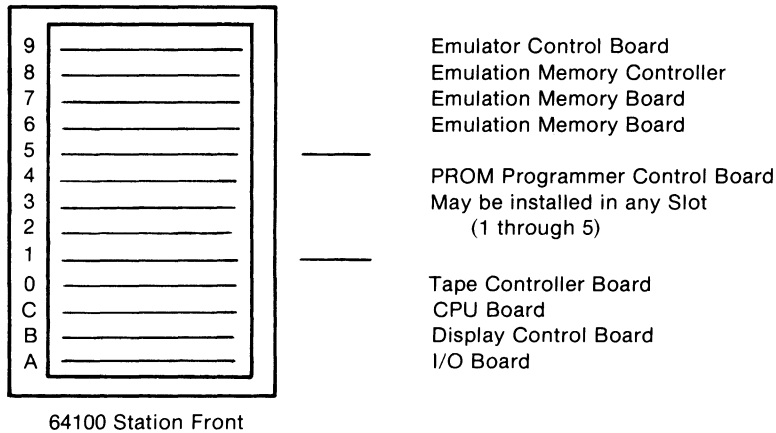 9 Emulator Control Board
8 Emulation Memory Controller
7 Emulation Memory Board
6 Emulation Memory Board
5
4 PROM Programmer Control Board
3 May be installed in any Slot
2 (1 through 5)
1
0 Tape Controller Board
C CPU Board
B Display Control Board
A I/O Board
64100 Station Front